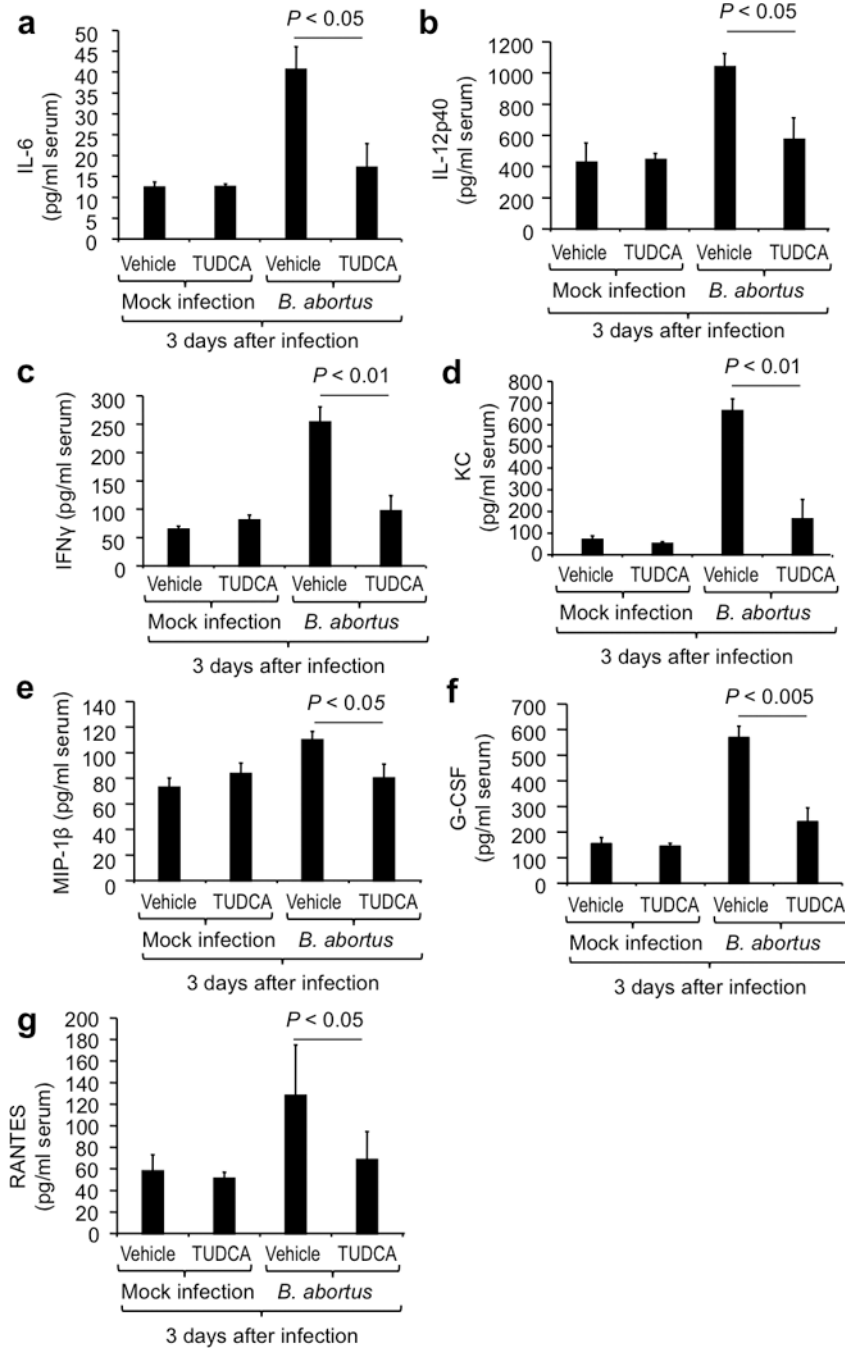 a
P < 0.05
50
45
40
35
30
25
20
15
10
5
0
IL-6
(pg/ml serum)
Vehicle TUDCA Vehicle TUDCA
Mock infection B. abortus
3 days after infection
b
P < 0.05
1200
1000
800
600
400
200
0
IL-12p40
(pg/ml serum)
Vehicle TUDCA Vehicle TUDCA
Mock infection B. abortus
3 days after infection
c
P < 0.01
300
250
200
150
100
50
0
IFNγ (pg/ml serum)
Vehicle TUDCA Vehicle TUDCA
Mock infection B. abortus
3 days after infection
d
P < 0.01
800
700
600
500
400
300
200
100
0
KC
(pg/ml serum)
Vehicle TUDCA Vehicle TUDCA
Mock infection B. abortus
3 days after infection
e
P < 0.05
140
120
100
80
60
40
20
0
MIP-1β (pg/ml serum)
Vehicle TUDCA Vehicle TUDCA
Mock infection B. abortus
3 days after infection
f
P < 0.005
700
600
500
400
300
200
100
0
G-CSF
(pg/ml serum)
Vehicle TUDCA Vehicle TUDCA
Mock infection B. abortus
3 days after infection
g
P < 0.05
200
180
160
140
120
100
80
60
40
20
0
RANTES
(pg/ml serum)
Vehicle TUDCA Vehicle TUDCA
Mock infection B. abortus
3 days after infection